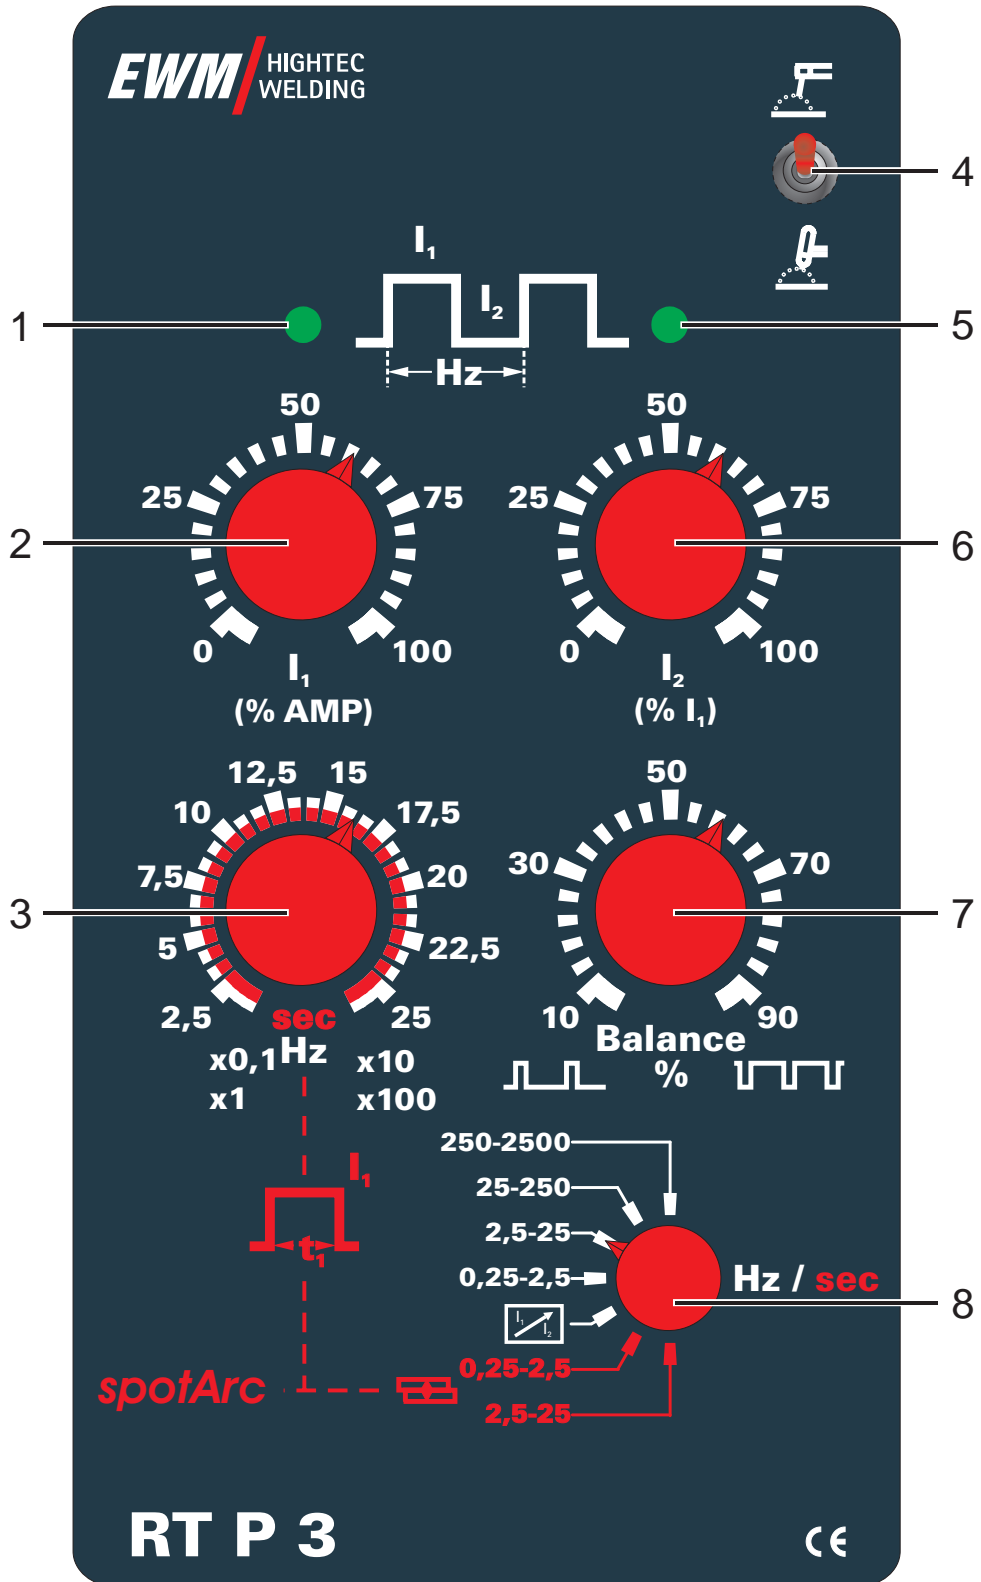 EWM HIGHTEC
WELDING
4
I1
I2
1
5
Hz
50
50
25
75
25
75
2
6
0
100
0
100
I1
I2
(% AMP)
(% I1)
12,5
15
50
10
17,5
7,5
20
30
70
3
7
5
22,5
2,5
25
10
90
sec
Hz
Balance
%
x0,1
x10
x1
x100
250-2500
I1
25-250
t1
2,5-25
0,25-2,5
Hz / sec
8
I1
I2
0,25-2,5
spotArc
2,5-25
RT P 3
CE